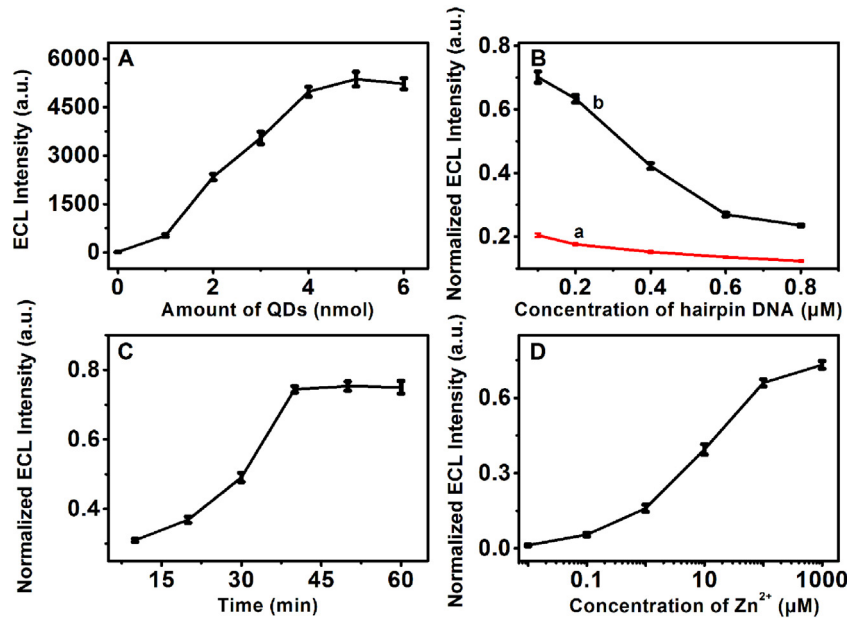 A
ECL Intensity (a.u.)
6000
4500
3000
1500
0
0 2 4 6
Amount of QDs (nmol)
B
Normalized ECL Intensity (a.u.)
0.8
0.6
0.4
0.2
b
a
0.2 0.4 0.6 0.8
Concentration of hairpin DNA (μM)
C
Normalized ECL Intensity (a.u.)
0.8
0.6
0.4
15 30 45 60
Time (min)
D
Normalized ECL Intensity (a.u.)
0.6
0.3
0.0
0.1 10 1000
Concentration of Zn²⁺ (μM)